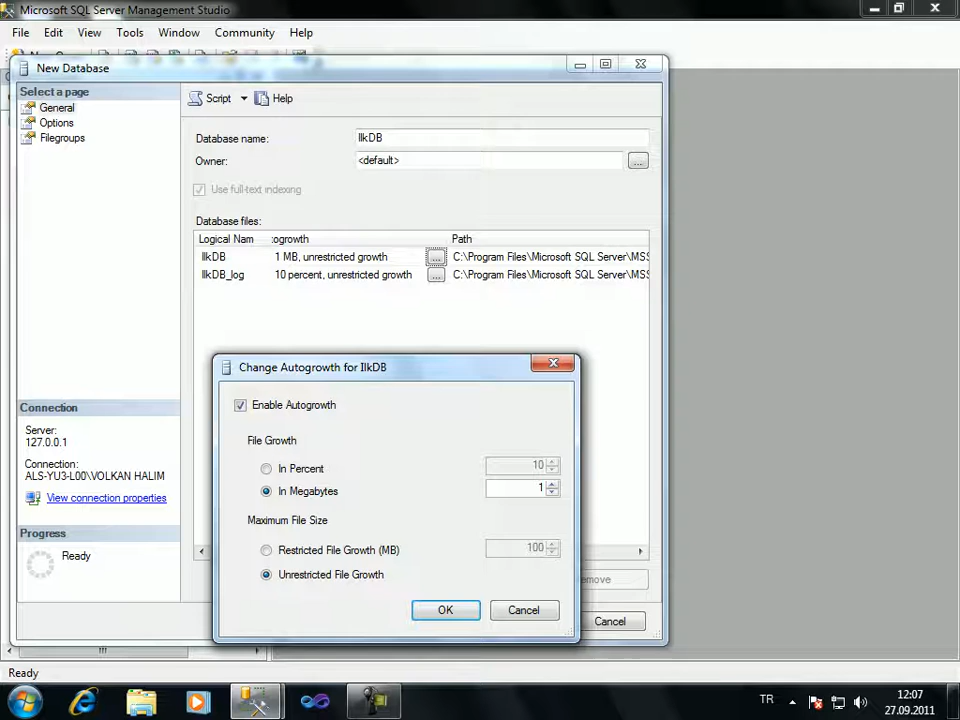 Microsoft SQL Server Management Studio
File Edit View Tools Window Community Help
New Database
Select a page
General
Options
Filegroups
Script Help
Database name: IlkDB
Owner: <default> ...
Use full-text indexing
Database files:
Logical Nam :ogrowth Path
IlkDB 1 MB, unrestricted growth ... C:\Program Files\Microsoft SQL Server\MSS
IlkDB_log 10 percent, unrestricted growth ... C:\Program Files\Microsoft SQL Server\MSS
Change Autogrowth for IlkDB
Enable Autogrowth
File Growth
In Percent 10
In Megabytes 1
Maximum File Size
Restricted File Growth (MB) 100
Unrestricted File Growth
OK Cancel
Connection
Server:
127.0.0.1
Connection:
ALS-YU3-L00\VOLKAN HALIM
View connection properties
Progress
Ready
emove
Cancel
Ready
TR
12:07
27.09.2011